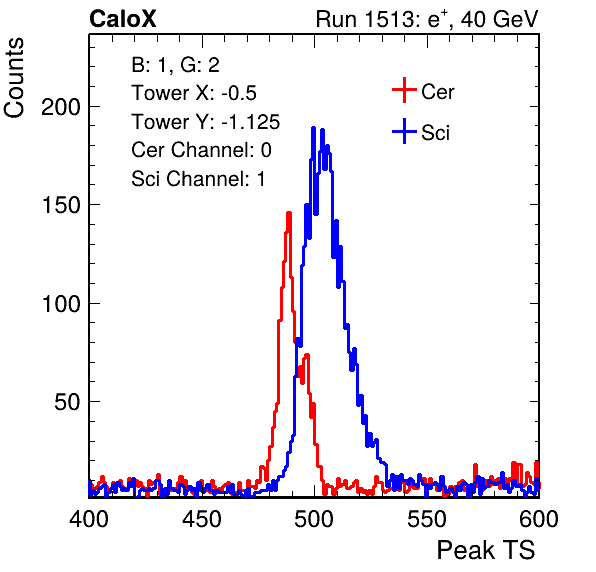 CaloX Run 1513: e⁺, 40 GeV
Counts
B: 1, G: 2
Tower X: -0.5
Tower Y: -1.125
Cer Channel: 0
Sci Channel: 1
Cer
Sci
200
150
100
50
400 450 500 550 600
Peak TS